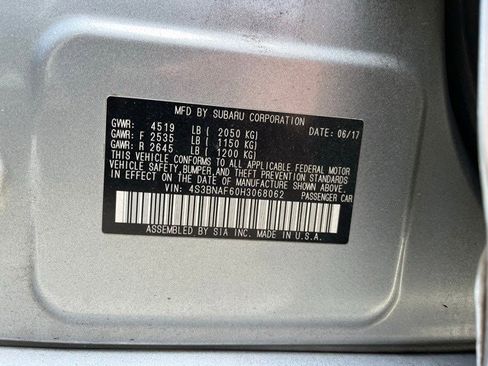 MFD BY SUBARU CORPORATION
GVWR: 4519 LB ( 2050 KG) DATE: 06/17
GAWR: F 2535 LB ( 1150 KG)
GAWR: R 2645 LB ( 1200 KG)
THIS VEHICLE CONFORMS TO ALL APPLICABLE FEDERAL MOTOR
VEHICLE SAFETY,BUMPER,AND THEFT PREVENTION STANDARDS
IN EFFECT ON THE DATE OF MANUFACTURE SHOWN ABOVE.
VIN: 4S3BNAF60H3068062 PASSENGER CAR
ASSEMBLED BY SIA INC. MADE IN U.S.A.